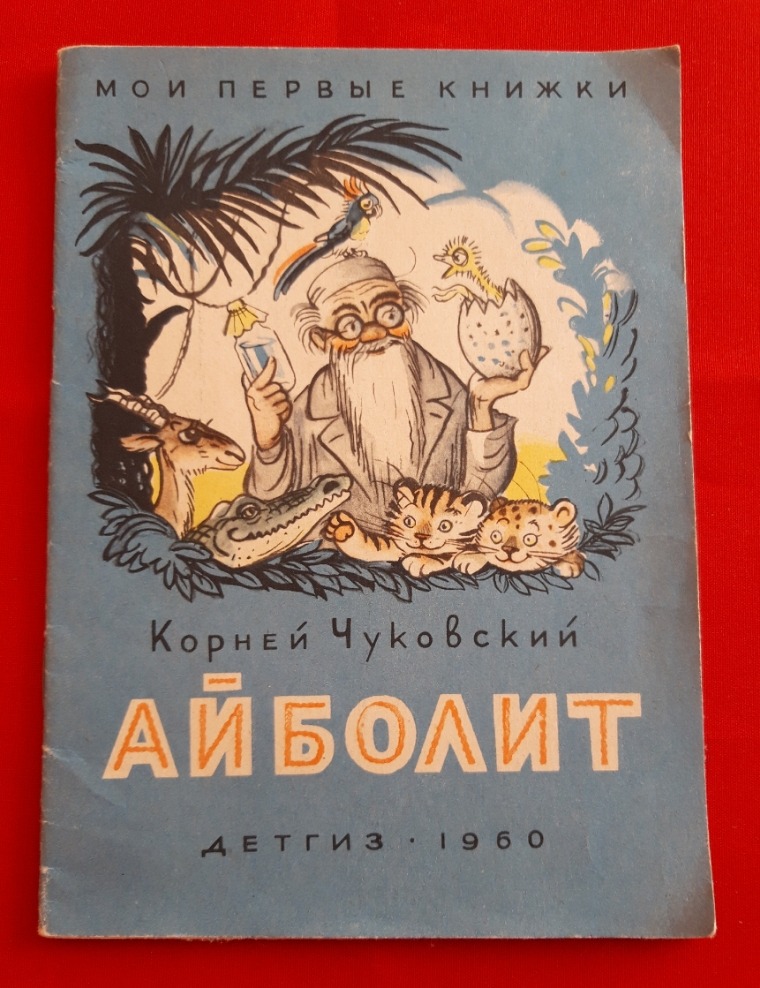 МОИ ПЕРВЫЕ КНИЖКИ
Корней Чуковский
АЙБОЛИТ
ДЕТГИЗ · 1960